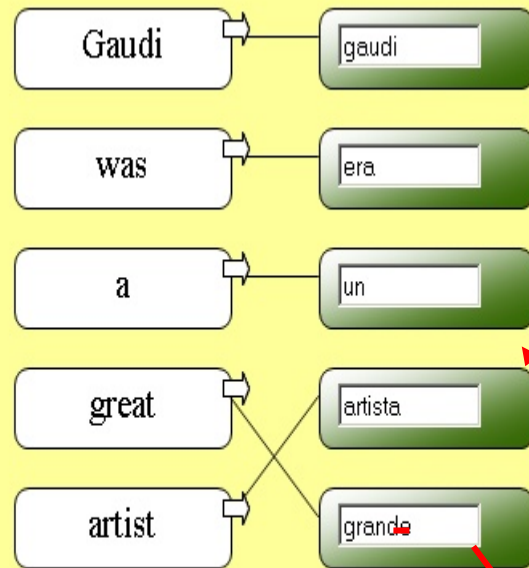 Gaudi gaudi
was era
a un
great artista
artist grande